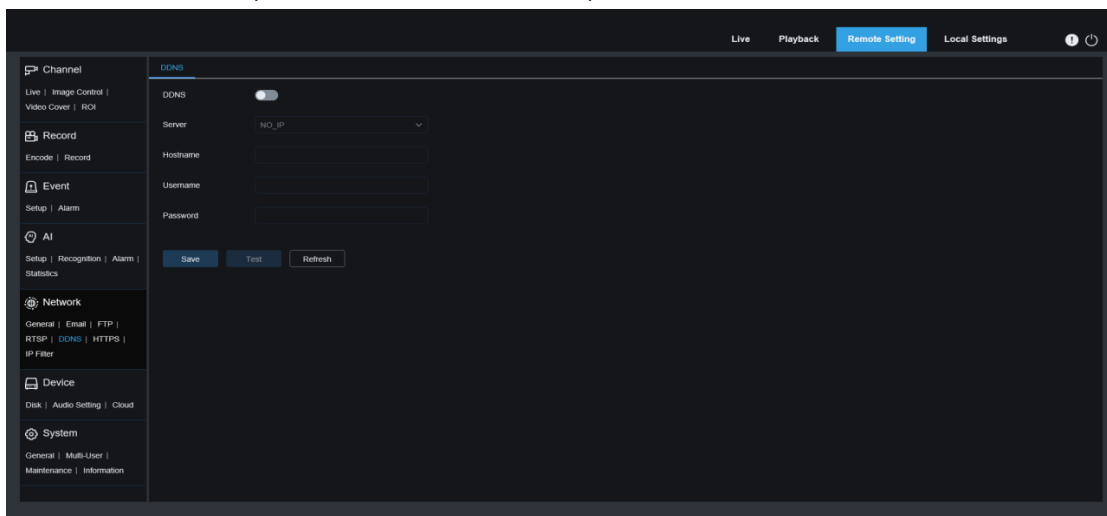 Live Playback Remote Setting Local Settings
Channel
Live | Image Control |
Video Cover | ROI
Record
Encode | Record
Event
Setup | Alarm
AI
Setup | Recognition | Alarm |
Statistics
Network
General | Email | FTP |
RTSP | DDNS | HTTPS |
IP Filter
Device
Disk | Audio Setting | Cloud
System
General | Multi-User |
Maintenance | Information
DDNS
DDNS
Server NO_IP
Hostname
Username
Password
Save Test Refresh